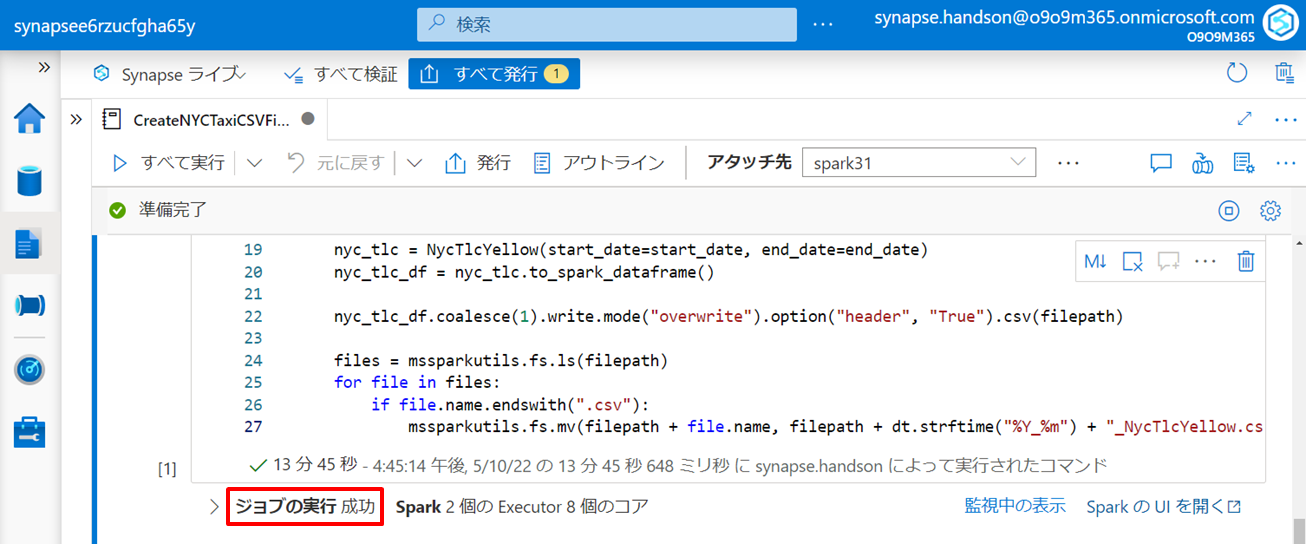 synapsee6rzucfgha65y
検索
synapse.handson@o9o9m365.onmicrosoft.com
O9O9M365
Synapse ライブ
すべて検証
すべて発行 1
CreateNYCTaxiCSVFi...
すべて実行
元に戻す
発行
アウトライン
アタッチ先
spark31
準備完了
19 nyc_tlc = NycTlcYellow(start_date=start_date, end_date=end_date)
20 nyc_tlc_df = nyc_tlc.to_spark_dataframe()
21
22 nyc_tlc_df.coalesce(1).write.mode("overwrite").option("header", "True").csv(filepath)
23
24 files = mssparkutils.fs.ls(filepath)
25 for file in files:
26 if file.name.endswith(".csv"):
27 mssparkutils.fs.mv(filepath + file.name, filepath + dt.strftime("%Y_%m") + "_NycTlcYellow.cs
M↓
[1]
13 分 45 秒 - 4:45:14 午後, 5/10/22 の 13 分 45 秒 648 ミリ秒 に synapse.handson によって実行されたコマンド
ジョブの実行 成功 Spark 2 個の Executor 8 個のコア
監視中の表示
Spark の UI を開く